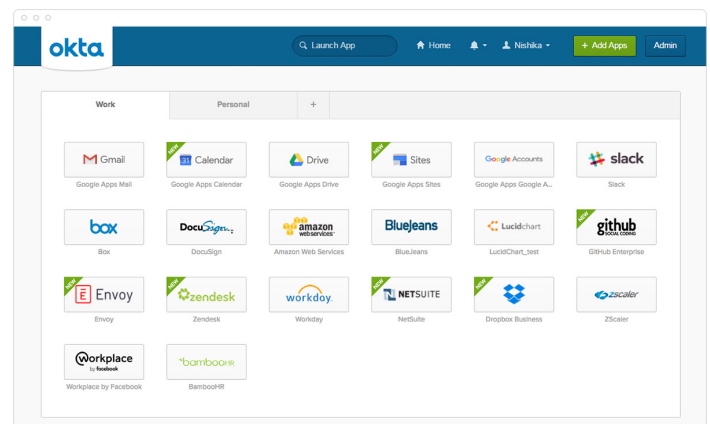 okta
Launch App
Home
Nishika
+ Add Apps
Admin
Work
Personal
+
Gmail
Google Apps Mail
NEW
31 Calendar
Google Apps Calendar
Drive
Google Apps Drive
NEW
Sites
Google Apps Sites
Google Accounts
Google Apps Google A...
slack
Slack
box
Box
DocuSign
DocuSign
amazon
webservices
Amazon Web Services
BlueJeans
BlueJeans
Lucidchart
LucidChart_test
NEW
github
SOCIAL CODING
GitHub Enterprise
NEW
E Envoy
Envoy
NEW
zendesk
Zendesk
workday.
Workday
NEW
N NETSUITE
NetSuite
NEW
Dropbox Business
zscaler
ZScaler
Workplace
by facebook
Workplace by Facebook
bambooHR
BambooHR